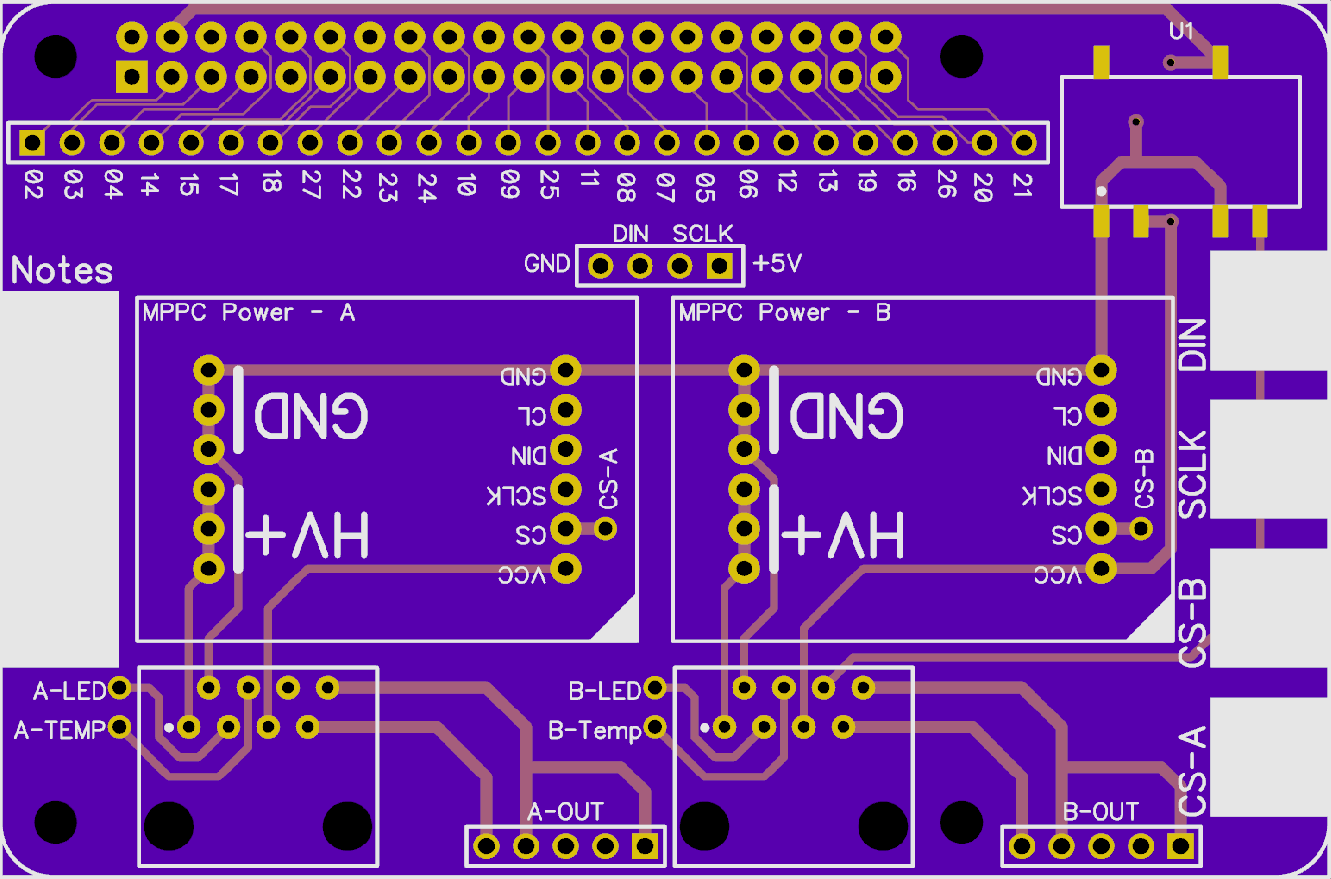 U1
02 03 04 14 15 17 18 27 22 23 24 10 09 25 11 08 07 05 06 12 13 19 16 26 20 21
DIN SCLK
GND +5V
Notes
MPPC Power - A
MPPC Power - B
GND
GND
CL
DIN
SCLK
CS
VCC
HV+
CS-A
GND
GND
CL
DIN
SCLK
CS
VCC
HV+
CS-B
DIN
SCLK
CS-B
CS-A
A-LED
A-TEMP
B-LED
B-Temp
A-OUT
B-OUT